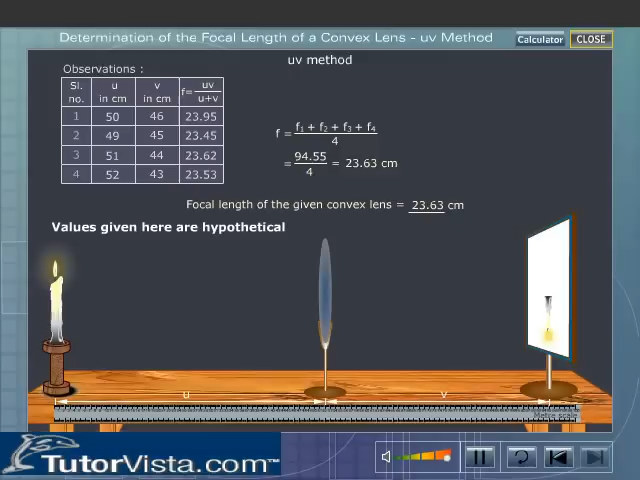 Determination of the Focal Length of a Convex Lens - uv Method
Calculator
CLOSE
uv method
Observations :
Sl. no. u in cm v in cm f= uv / u+v
1 50 46 23.95
2 49 45 23.45
3 51 44 23.62
4 52 43 23.53
f = f₁ + f₂ + f₃ + f₄ / 4
= 94.55 / 4 = 23.63 cm
Focal length of the given convex lens = 23.63 cm
Values given here are hypothetical
u v
Metre scale
TutorVista.com™